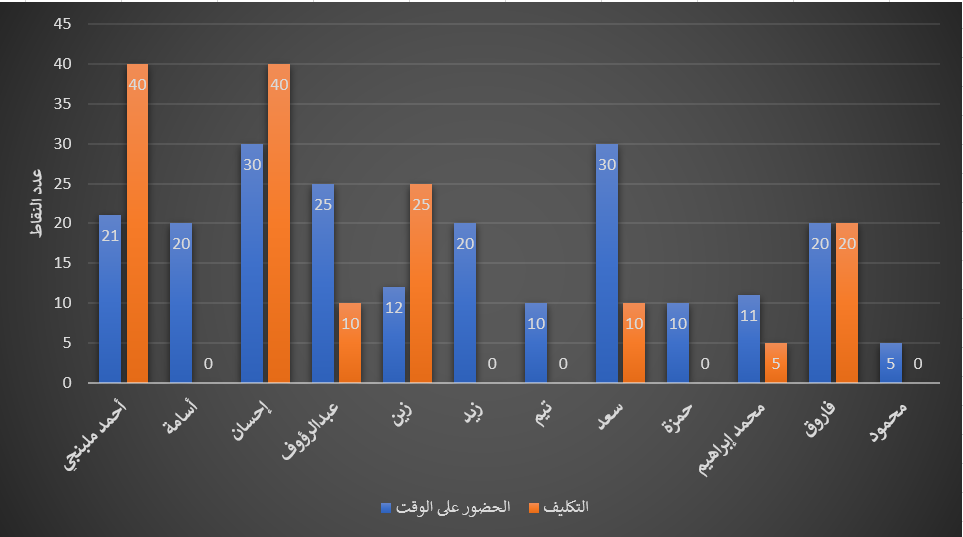 45
40
35
30
25
20
15
10
5
0
عدد النقاط
21
40
20
0
30
40
25
10
12
25
20
0
10
0
30
10
10
0
11
5
20
20
5
0
أحمد ملبنجي
أسامة
إحسان
عبدالرؤوف
زين
زيد
تيم
سعد
حمزة
محمد إبراهيم
فاروق
محمود
الحضور على الوقت
التكليف